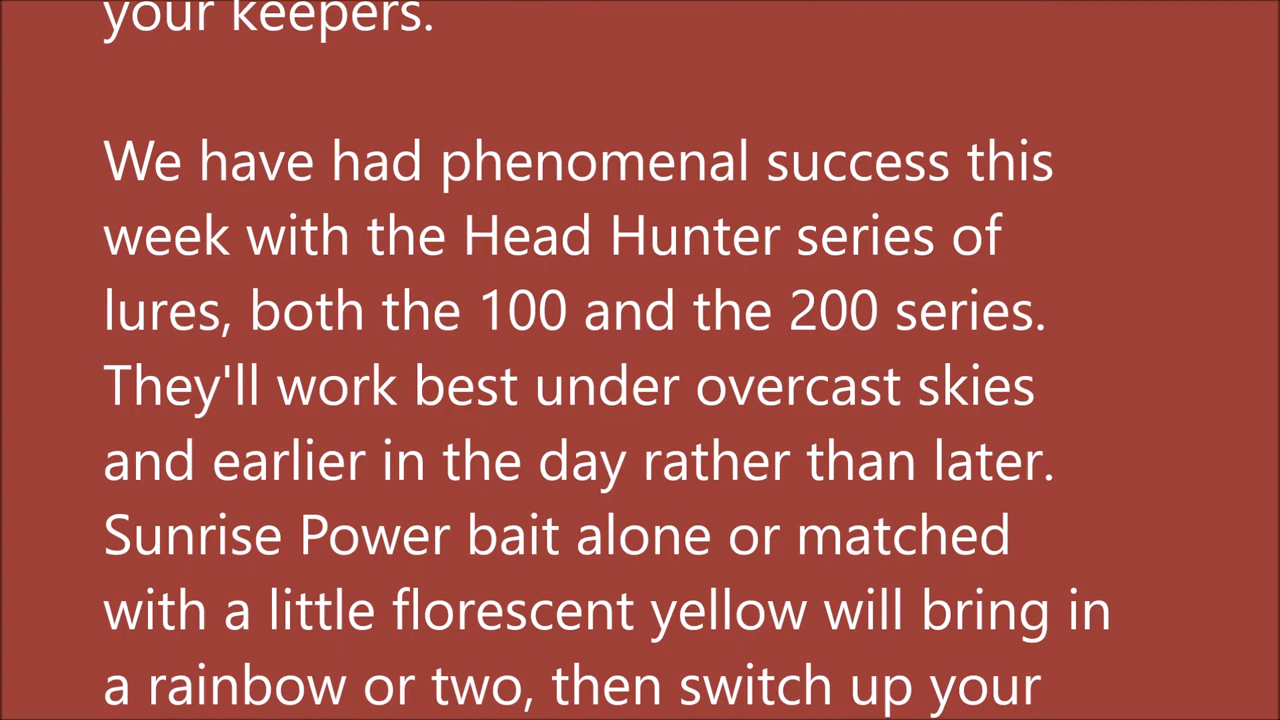 your keepers.
We have had phenomenal success this
week with the Head Hunter series of
lures, both the 100 and the 200 series.
They'll work best under overcast skies
and earlier in the day rather than later.
Sunrise Power bait alone or matched
with a little florescent yellow will bring in
a rainbow or two, then switch up your